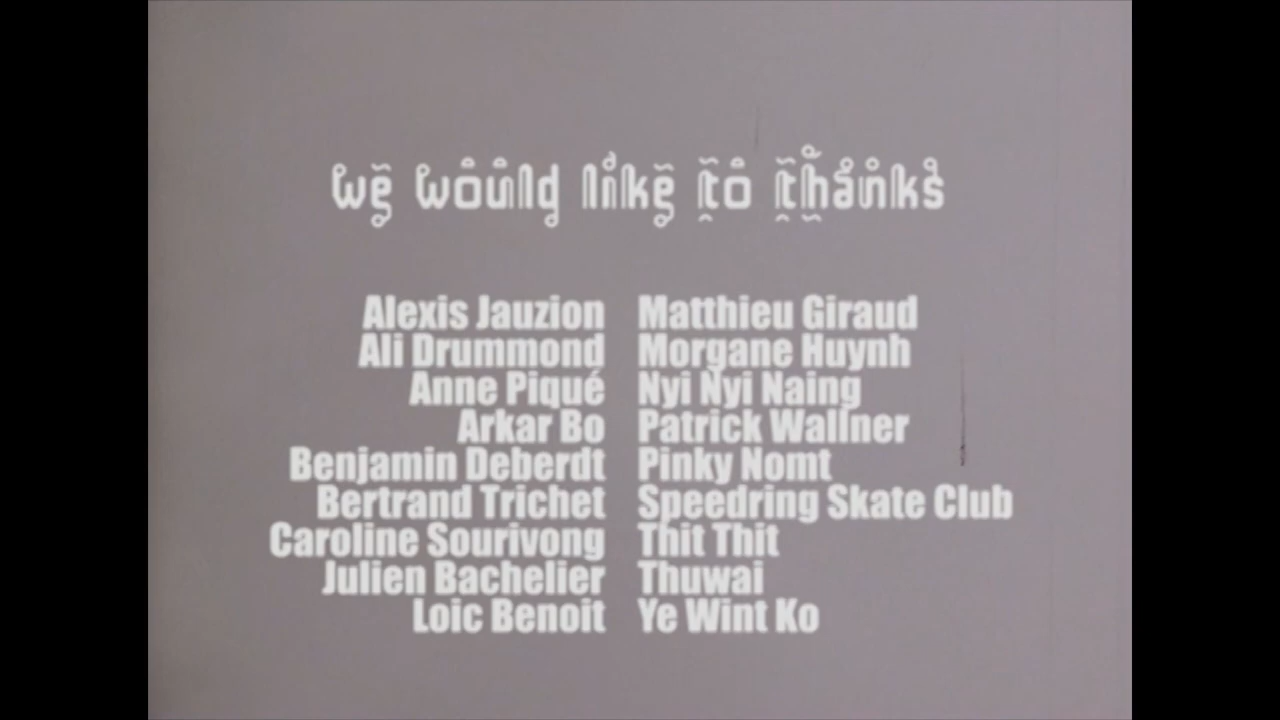 we would like to thanks
Alexis Jauzion
Ali Drummond
Anne Piqué
Arkar Bo
Benjamin Deberdt
Bertrand Trichet
Caroline Sourivong
Julien Bachelier
Loic Benoit
Matthieu Giraud
Morgane Huynh
Nyi Nyi Naing
Patrick Wallner
Pinky Nomt
Speedring Skate Club
Thit Thit
Thuwai
Ye Wint Ko